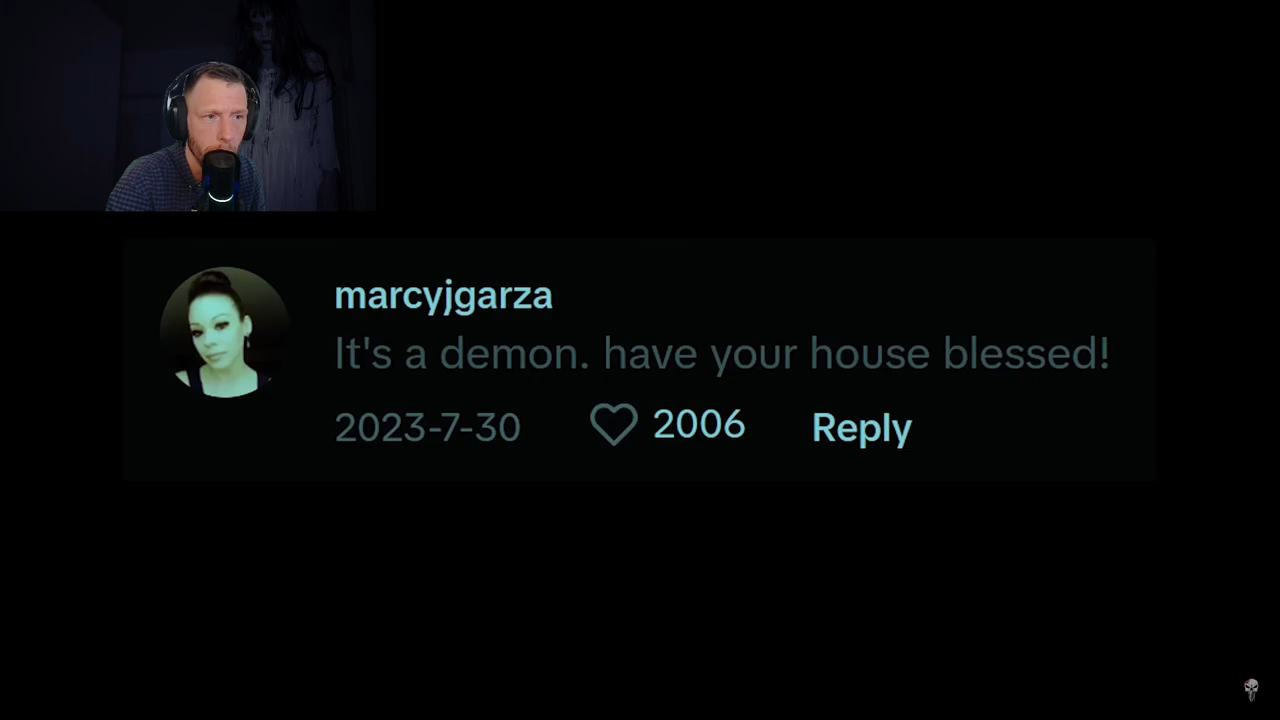 marcyjgarza
It's a demon. have your house blessed!
2023-7-30 2006 Reply